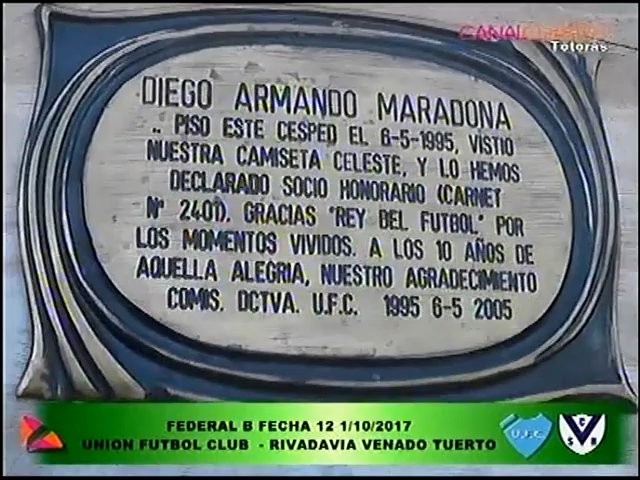 CANAL
Totoras
DIEGO ARMANDO MARADONA
.. PISO ESTE CESPED EL 6-5-1995, VISTIO
NUESTRA CAMISETA CELESTE, Y LO HEMOS
DECLARADO SOCIO HONORARIO (CARNET
N° 2401). GRACIAS "REY DEL FUTBOL" POR
LOS MOMENTOS VIVIDOS. A LOS 10 AÑOS DE
AQUELLA ALEGRIA, NUESTRO AGRADECIMIENTO
COMIS. DCTVA. U.F.C. 1995 6-5 2005
FEDERAL B FECHA 12 1/10/2017
UNION FUTBOL CLUB - RIVADAVIA VENADO TUERTO
U.F.C.
C
S R